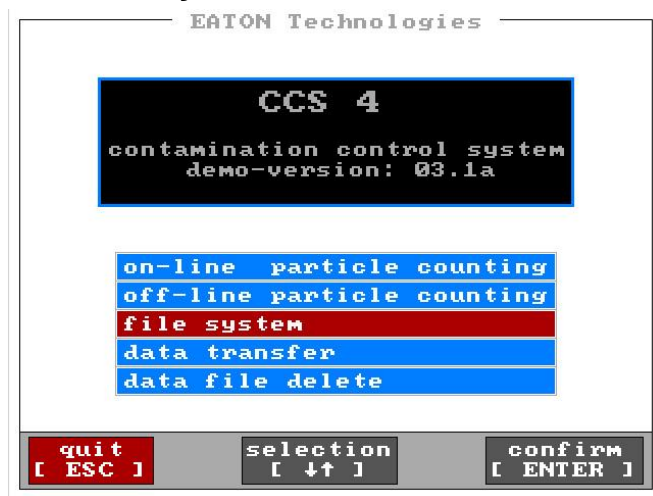 EATON Technologies
CCS 4
contamination control system
demo-version: 03.1a
on-line particle counting
off-line particle counting
file system
data transfer
data file delete
quit selection confirm
[ ESC ] [ ↓↑ ] [ ENTER ]